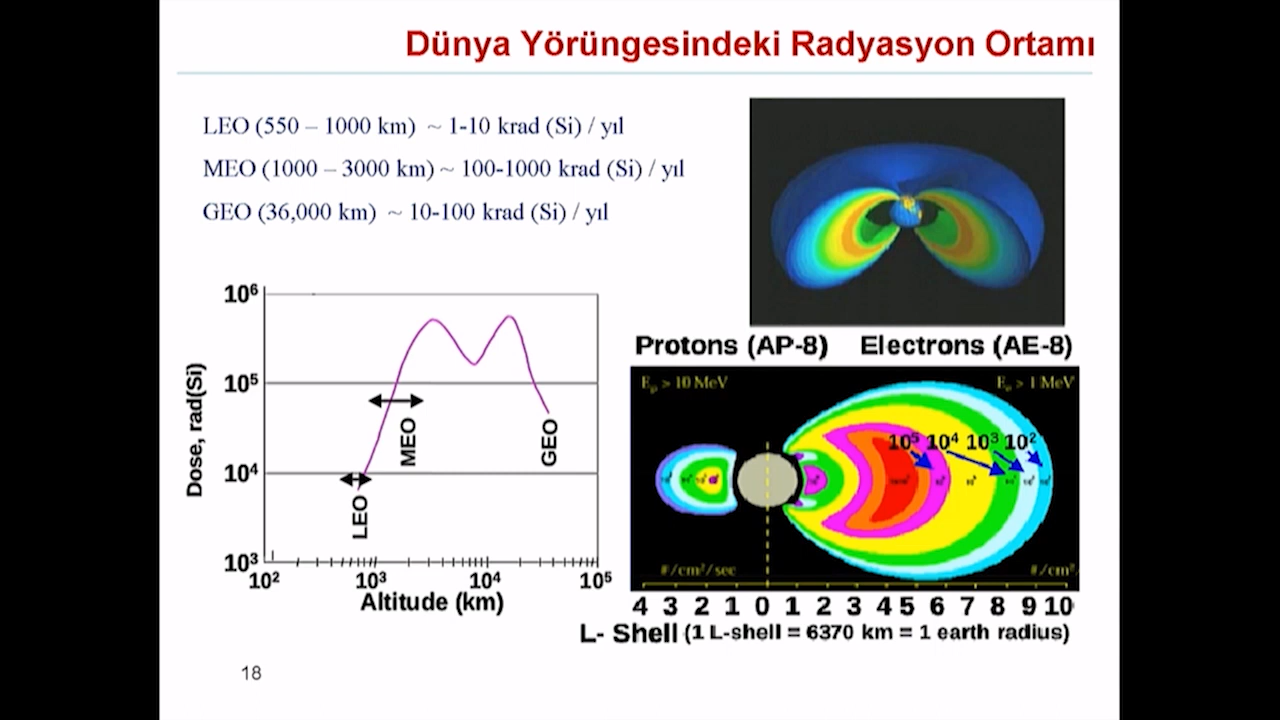 Dünya Yörüngesindeki Radyasyon Ortamı
LEO (550 – 1000 km) ~ 1-10 krad (Si) / yıl
MEO (1000 – 3000 km) ~ 100-1000 krad (Si) / yıl
GEO (36,000 km) ~ 10-100 krad (Si) / yıl
10⁶
10⁵
10⁴
10³
Dose, rad(Si)
LEO
MEO
GEO
10² 10³ 10⁴ 10⁵
Altitude (km)
Protons (AP-8) Electrons (AE-8)
Eₚ > 10 MeV Eₑ > 1 MeV
10⁵ 10⁴ 10³ 10²
#/cm²/sec #/cm²/
4 3 2 1 0 1 2 3 4 5 6 7 8 9 10
L- Shell (1 L-shell = 6370 km = 1 earth radius)
18